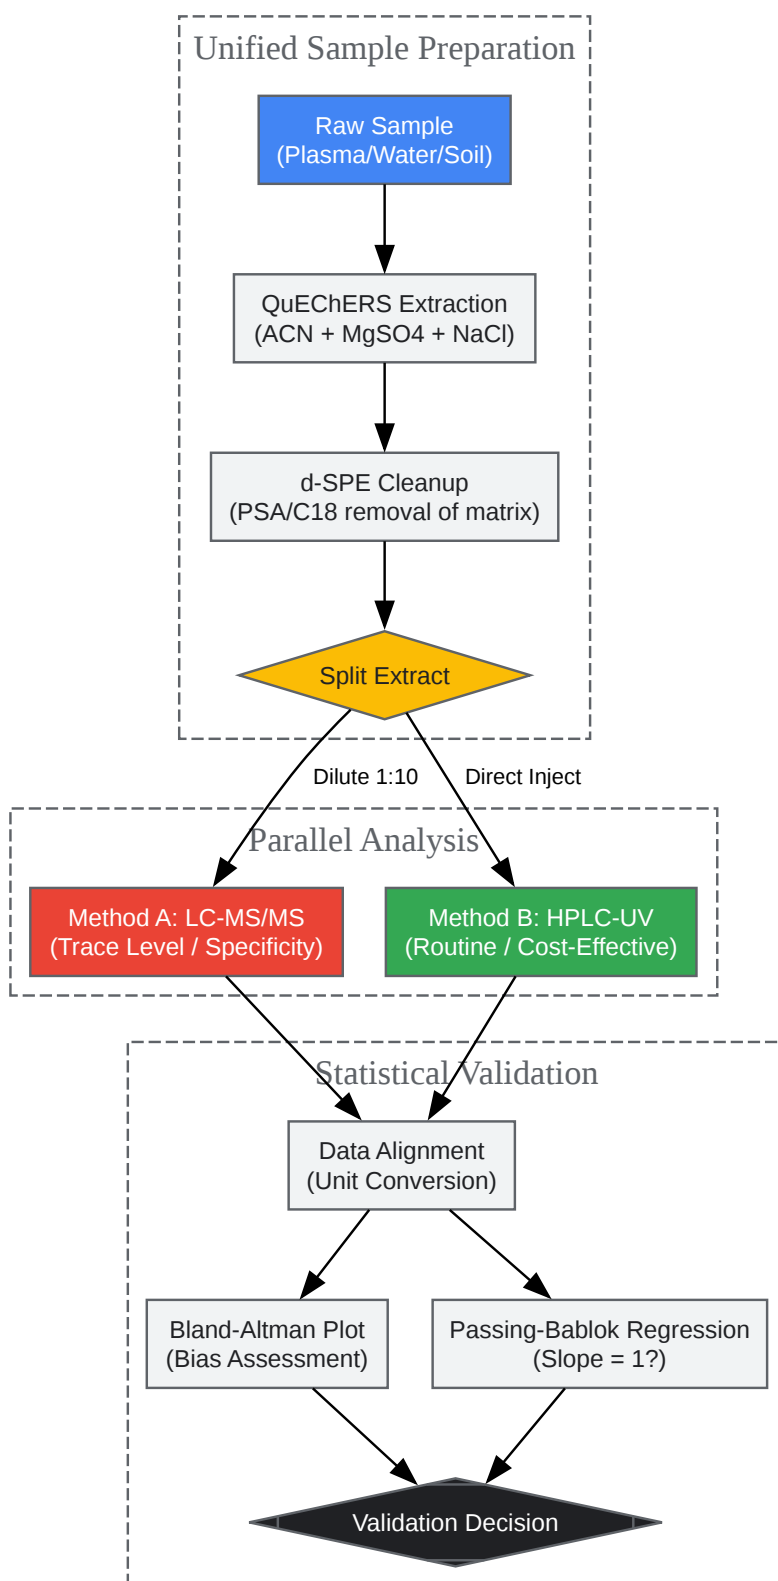 Unified Sample Preparation
Raw Sample
(Plasma/Water/Soil)
QuEChERS Extraction
(ACN + MgSO4 + NaCl)
d-SPE Cleanup
(PSA/C18 removal of matrix)
Split Extract
Dilute 1:10
Direct Inject
Parallel Analysis
Method A: LC-MS/MS
(Trace Level / Specificity)
Method B: HPLC-UV
(Routine / Cost-Effective)
Statistical Validation
Data Alignment
(Unit Conversion)
Bland-Altman Plot
(Bias Assessment)
Passing-Bablok Regression
(Slope = 1?)
Validation Decision